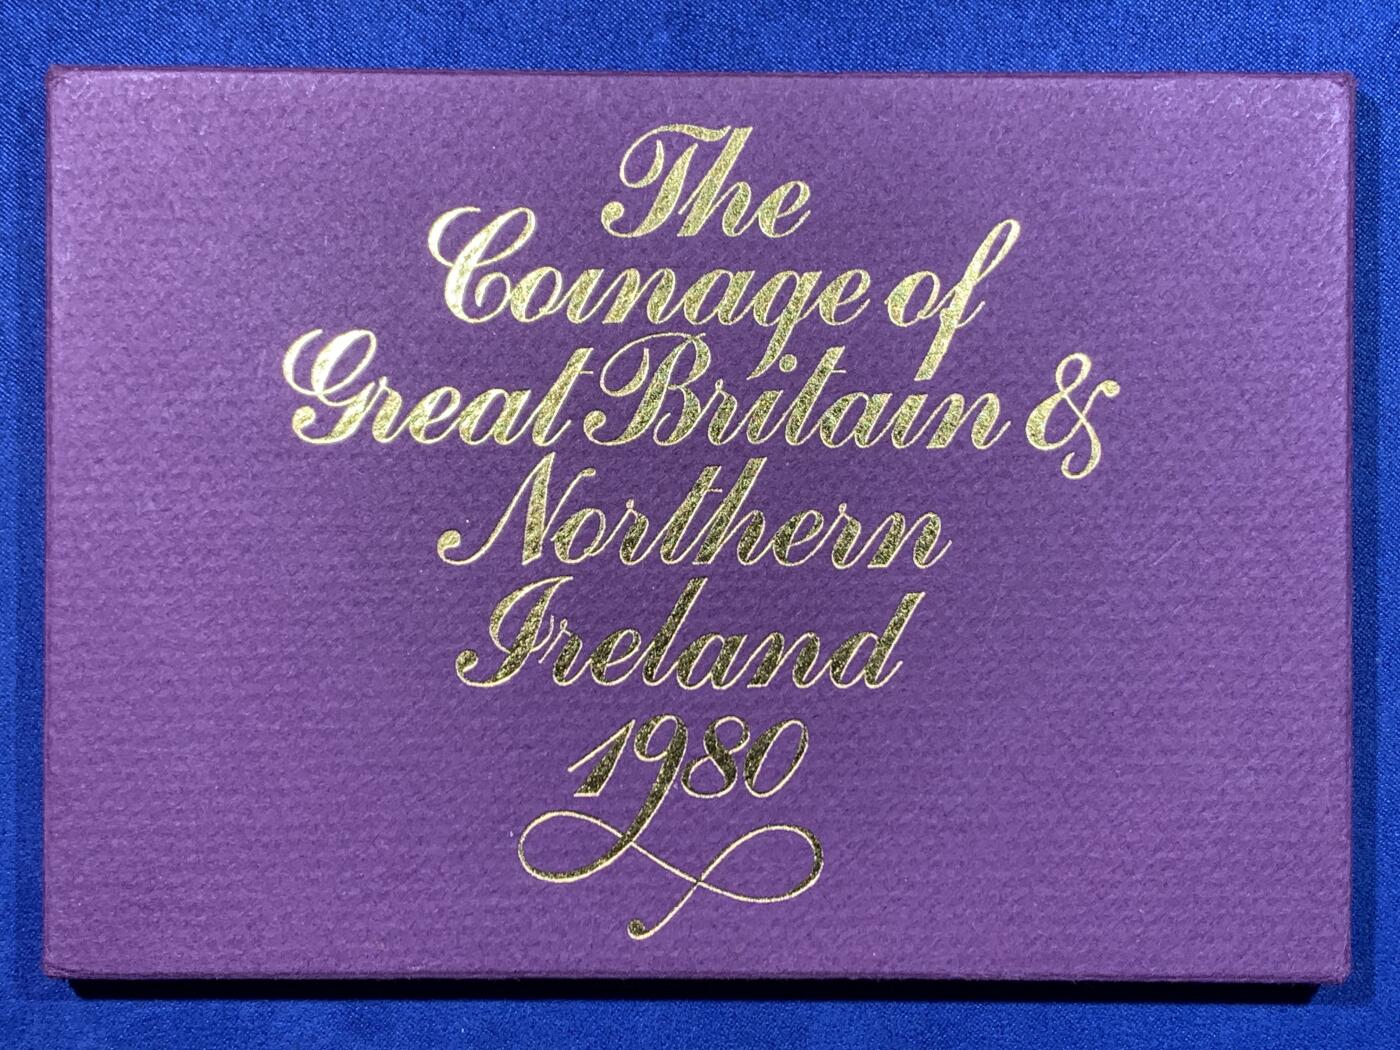 The
Coinage of
Great Britain &
Northern
Ireland
1980